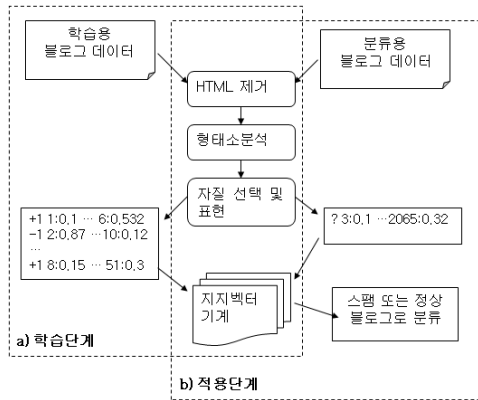 학습용
블로그 데이터
분류용
블로그 데이터
HTML 제거
형태소분석
자질 선택 및
표현
+1 1:0.1 … 6:0.532
-1 2:0.87 …10:0.12
…
+1 8:0.15 … 51:0.3
? 3:0.1 …2065:0.32
지지벡터
기계
스팸 또는 정상
블로그로 분류
a) 학습단계
b) 적용단계